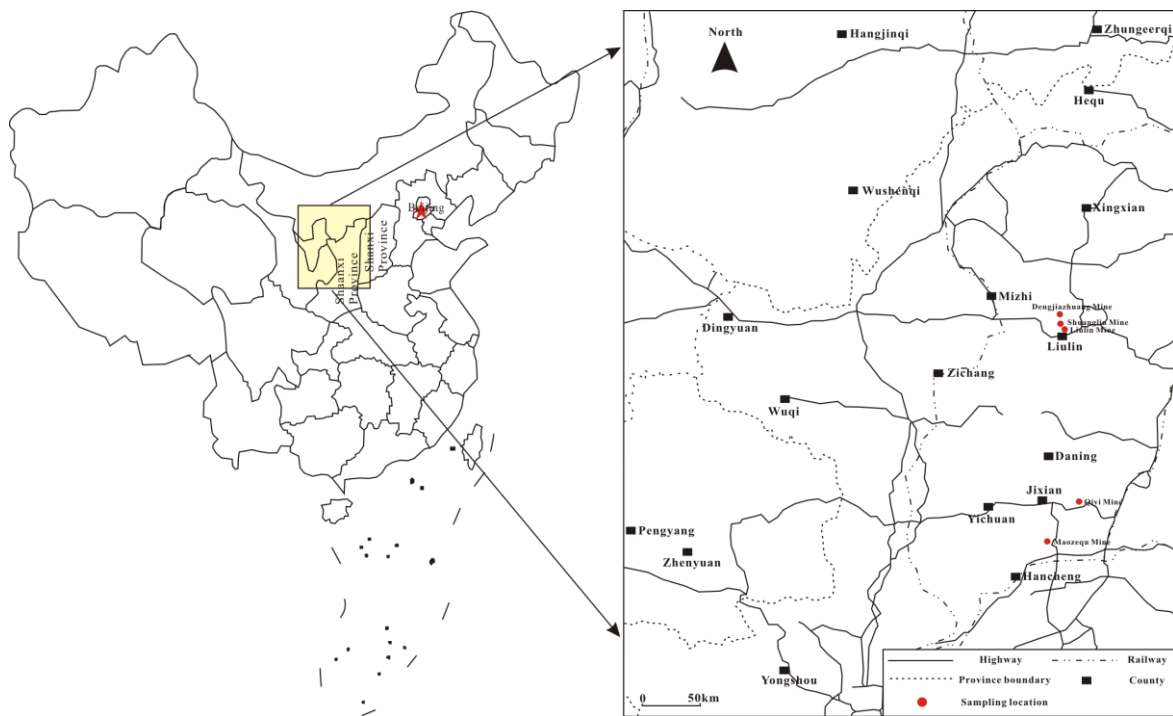 Beijing
Shanxi
Province
Shaanxi
Province
North
Hangjinqi
Zhungeerqi
Hequ
Wushenqi
Xingxian
Mizhi
Dengjiazhuang Mine
Shuangliu Mine
Liulin Mine
Dingyuan
Liulin
Zichang
Wuqi
Daning
Jixian
Qiyi Mine
Yichuan
Pengyang
Maozequ Mine
Zhenyuan
Hancheng
Yongshou
0 50km
Highway
Railway
Province boundary
County
Sampling location